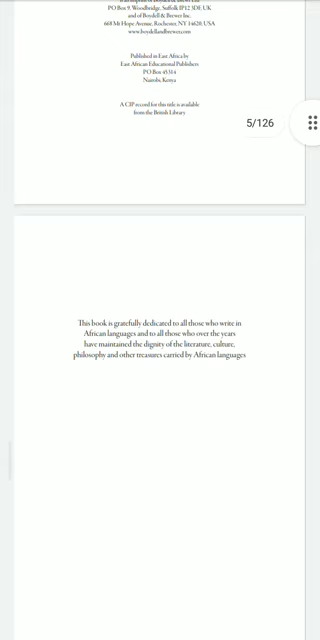 PO Box 9, Woodbridge, Suffolk IP12 3DF, UK
and of Boydell & Brewer Inc.
668 Mt Hope Avenue, Rochester, NY 14620, USA
www.boydellandbrewer.com
Published in East Africa by
East African Educational Publishers
PO Box 45314
Nairobi, Kenya
A CIP record for this title is available
from the British Library
5/126
This book is gratefully dedicated to all those who write in
African languages and to all those who over the years
have maintained the dignity of the literature, culture,
philosophy and other treasures carried by African languages